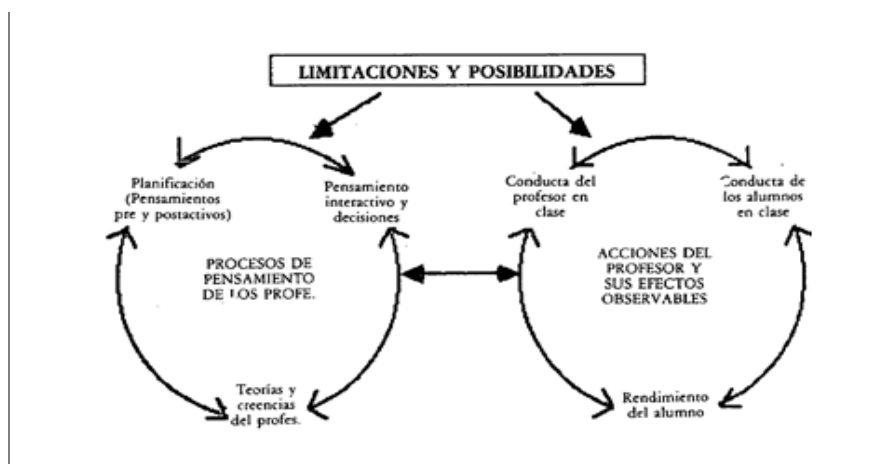 LIMITACIONES Y POSIBILIDADES
Planificación
(Pensamientos
pre y postactivos)
Pensamiento
interactivo y
decisiones
PROCESOS DE
PENSAMIENTO
DE LOS PROFE.
Teorías y
creencias
del profes.
Conducta del
profesor en
clase
Conducta de
los alumnos
en clase
ACCIONES DEL
PROFESOR Y
SUS EFECTOS
OBSERVABLES
Rendimiento
del alumno